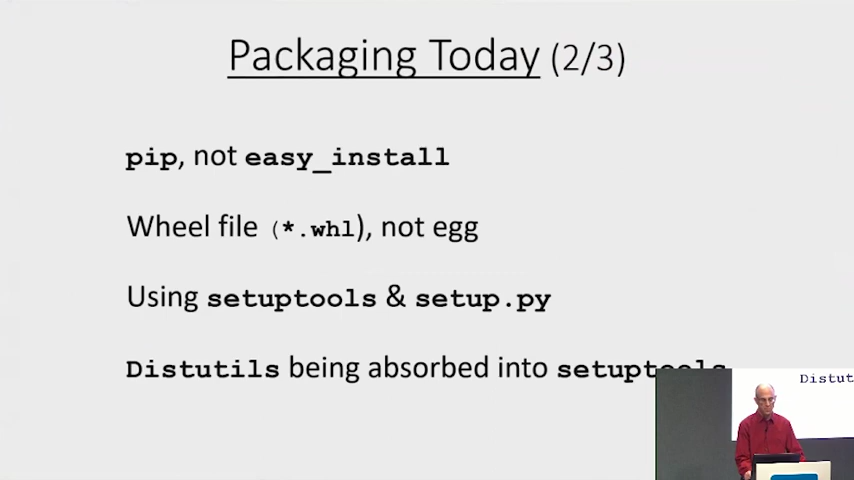 Packaging Today (2/3)
pip, not easy_install
Wheel file (*.whl), not egg
Using setuptools & setup.py
Distutils being absorbed into setuptools
Distut